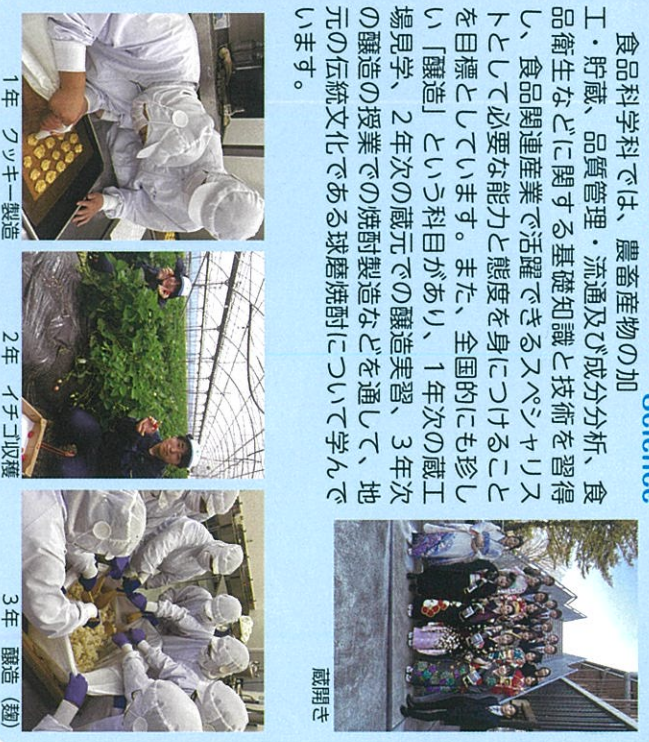 Science
食品科学科では、農畜産物の加
工・貯蔵、品質管理・流通及び成分分析、食
品衛生などに関する基礎知識と技術を習得
し、食品関連産業で活躍できるスペシャリス
トとして必要な能力と態度を身につけること
を目標としています。また、全国的にも珍し
い「醸造」という科目があり、1年次の蔵工
場見学、2年次の蔵元での醸造実習、3年次
の醸造の授業での焼酎製造などを通して、地
元の伝統文化である球磨焼酎について学んで
います。
蔵開き
1年 クッキー製造
2年 イチゴ収穫
3年 醸造（麹）